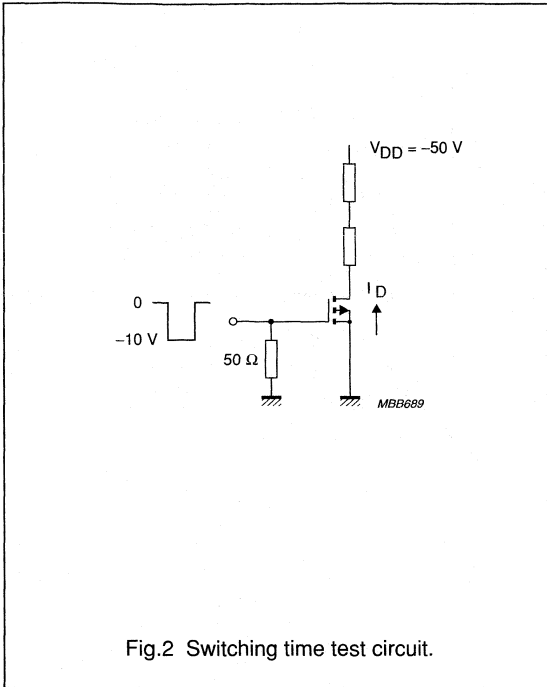 V_DD = −50 V
I_D
0
−10 V
50 Ω
MBB689
Fig.2 Switching time test circuit.